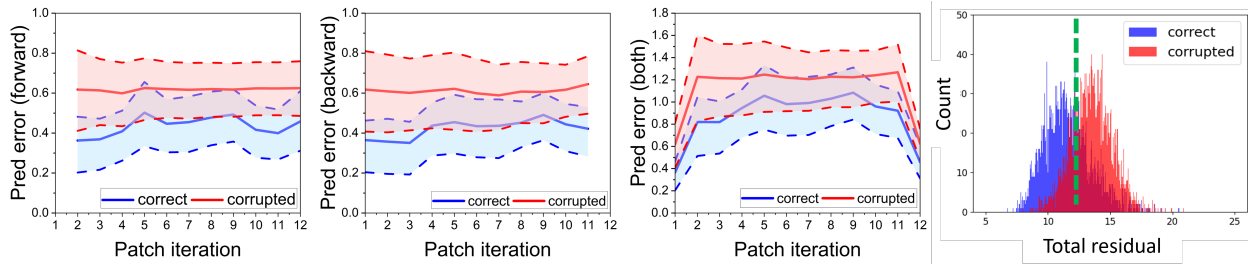 Pred error (forward)
1.0
0.8
0.6
0.4
0.2
0.0
correct
corrupted
1 2 3 4 5 6 7 8 9 10 11 12
Patch iteration
Pred error (backward)
1.0
0.8
0.6
0.4
0.2
0.0
correct
corrupted
1 2 3 4 5 6 7 8 9 10 11 12
Patch iteration
Pred error (both)
1.8
1.6
1.4
1.2
1.0
0.8
0.6
0.4
0.2
correct
corrupted
1 2 3 4 5 6 7 8 9 10 11 12
Patch iteration
Count
50
40
0
0
10
0
correct
corrupted
5 10 15 20 25
Total residual